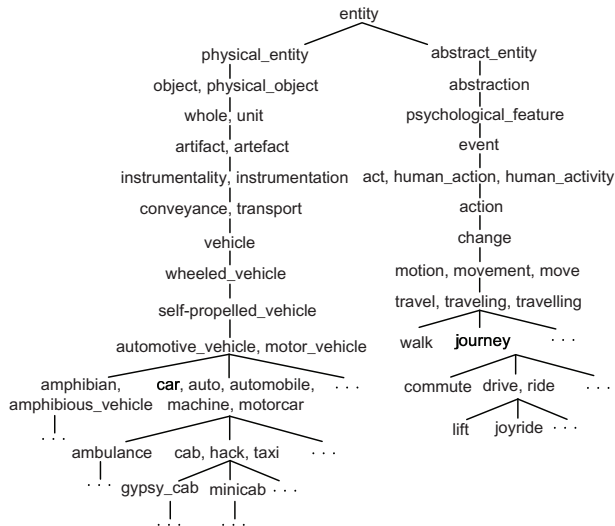 entity
physical_entity abstract_entity
object, physical_object abstraction
whole, unit psychological_feature
artifact, artefact event
instrumentality, instrumentation act, human_action, human_activity
conveyance, transport action
vehicle change
wheeled_vehicle motion, movement, move
self-propelled_vehicle travel, traveling, travelling
automotive_vehicle, motor_vehicle walk journey . . .
amphibian, car, auto, automobile, . . . commute drive, ride . . .
amphibious_vehicle machine, motorcar
. . . lift joyride . . .
ambulance cab, hack, taxi . . .
. . . gypsy_cab minicab . . .
. . . . . .